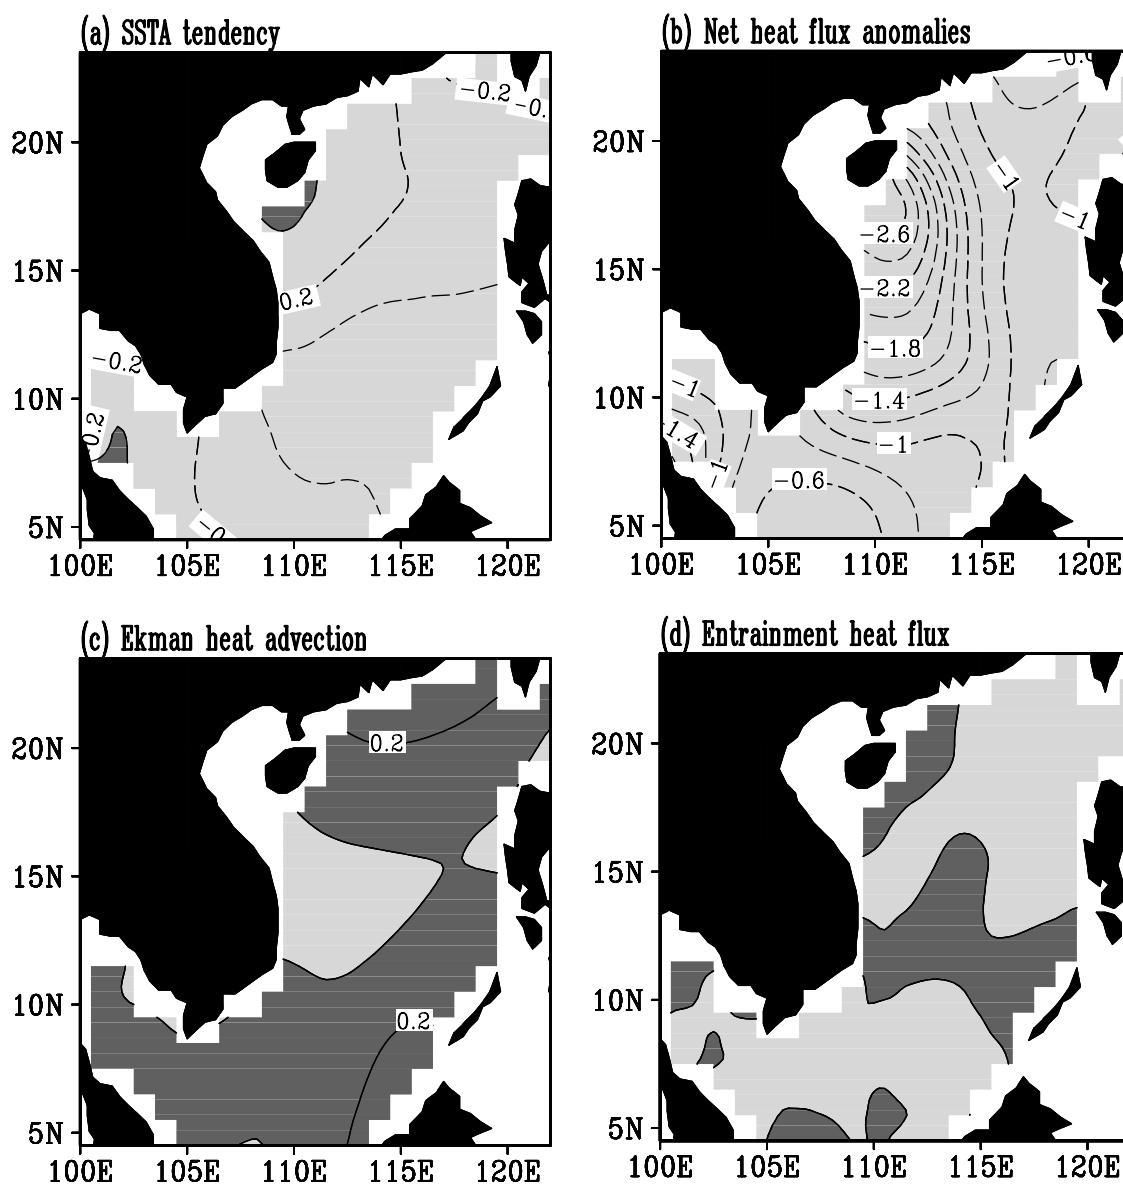 (a) SSTA tendency
−0.2
−0.
20N
15N
10N
5N
0.2
−0.2
0.2
−0
100E 105E 110E 115E 120E
(b) Net heat flux anomalies
−0.
20N
15N
10N
5N
−1
−1
−2.6
−2.2
−1.8
−1.4
−1
−1
−1.4
−1
−0.6
100E 105E 110E 115E 120E
(c) Ekman heat advection
20N
15N
10N
5N
0.2
0.2
100E 105E 110E 115E 120E
(d) Entrainment heat flux
20N
15N
10N
5N
100E 105E 110E 115E 120E